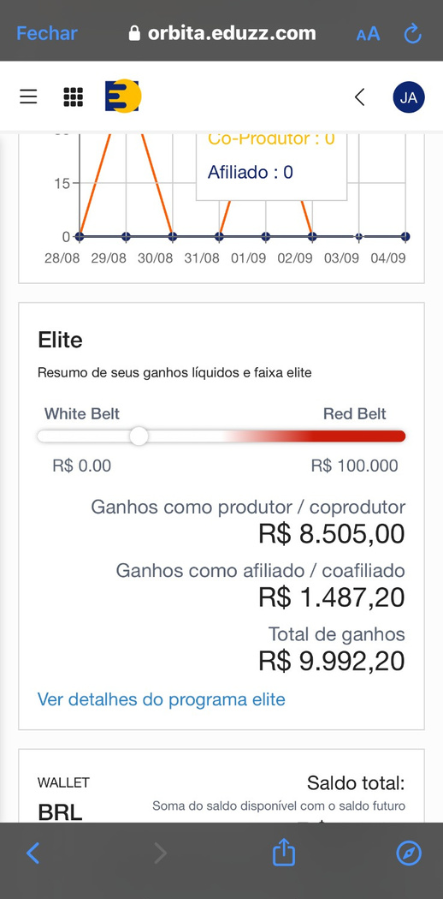 Fechar
orbita.eduzz.com
AA
JA
Co-Produtor : 0
Afiliado : 0
15
0
28/08 29/08 30/08 31/08 01/09 02/09 03/09 04/09
Elite
Resumo de seus ganhos líquidos e faixa elite
White Belt Red Belt
R$ 0.00 R$ 100.000
Ganhos como produtor / coprodutor
R$ 8.505,00
Ganhos como afiliado / coafiliado
R$ 1.487,20
Total de ganhos
R$ 9.992,20
Ver detalhes do programa elite
WALLET Saldo total:
BRL Soma do saldo disponível com o saldo futuro